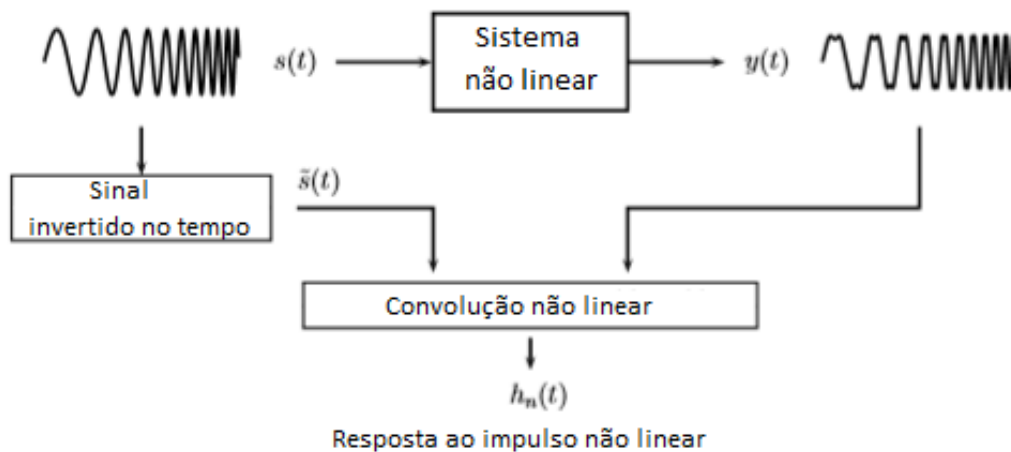 s(t)
Sistema
não linear
y(t)
Sinal
invertido no tempo
s̃(t)
Convolução não linear
hₙ(t)
Resposta ao impulso não linear